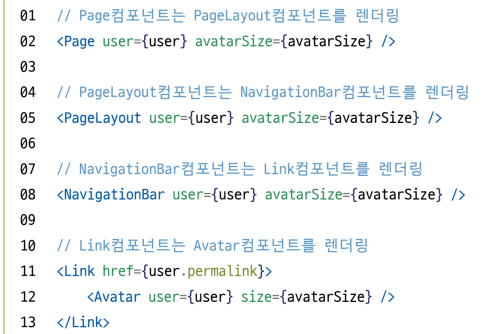 01 // Page컴포넌트는 PageLayout컴포넌트를 렌더링
02 <Page user={user} avatarSize={avatarSize} />
03
04 // PageLayout컴포넌트는 NavigationBar컴포넌트를 렌더링
05 <PageLayout user={user} avatarSize={avatarSize} />
06
07 // NavigationBar컴포넌트는 Link컴포넌트를 렌더링
08 <NavigationBar user={user} avatarSize={avatarSize} />
09
10 // Link컴포넌트는 Avatar컴포넌트를 렌더링
11 <Link href={user.permalink}>
12     <Avatar user={user} size={avatarSize} />
13 </Link>